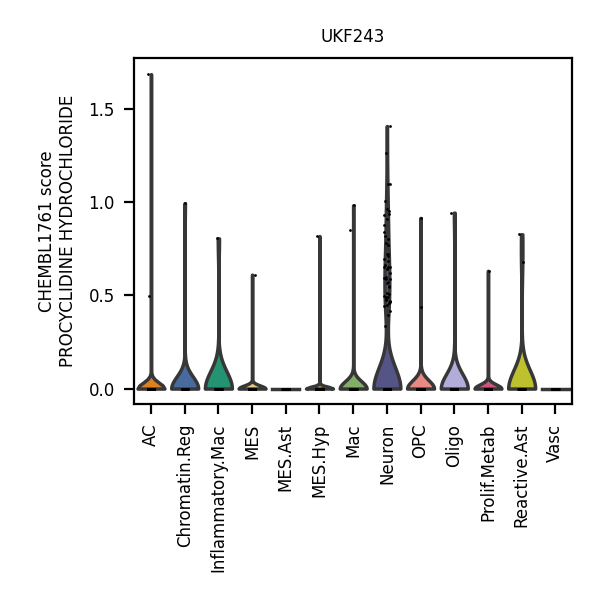 UKF243
CHEMBL1761 score
PROCYCLIDINE HYDROCHLORIDE
1.5
1.0
0.5
0.0
AC
Chromatin.Reg
Inflammatory.Mac
MES
MES.Ast
MES.Hyp
Mac
Neuron
OPC
Oligo
Prolif.Metab
Reactive.Ast
Vasc